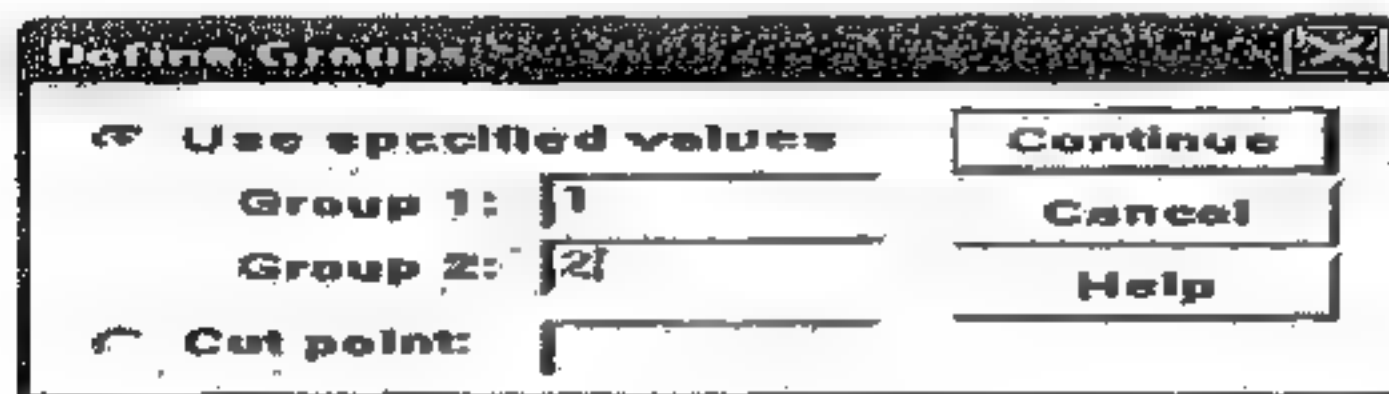 Define Groups
Use specified values
Group 1: 1
Group 2: 2
Cut point:
Continue
Cancel
Help